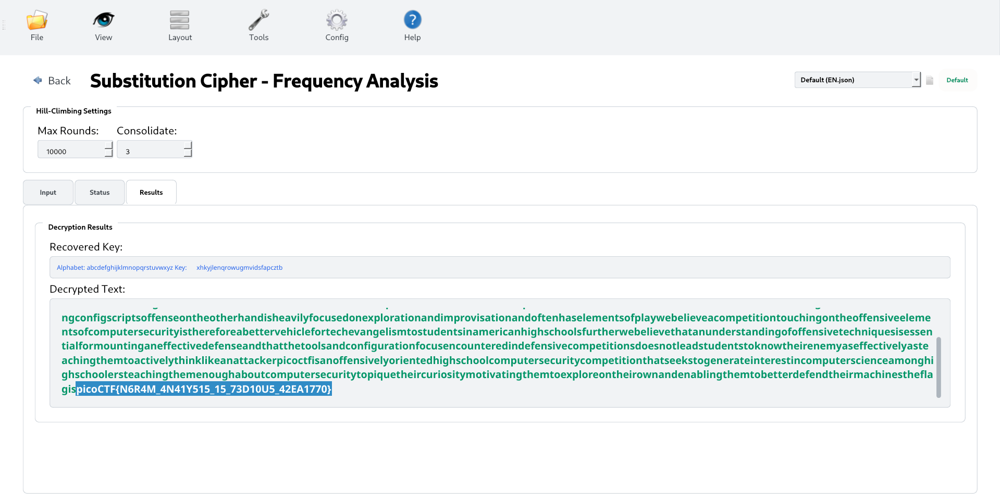 File
View
Layout
Tools
Config
Help
Back
Substitution Cipher - Frequency Analysis
Default (EN.json)
Default
Hill-Climbing Settings
Max Rounds:
Consolidate:
10000
3
Input
Status
Results
Decryption Results
Recovered Key:
Alphabet: abcdefghijklmnopqrstuvwxyz Key: xhkyjlenqrowugmvidsfapcztb
Decrypted Text:
ngconfigscriptsoffenseontheotherhandisheavilyfocusedonexplorationandimprovisationandoftenhaselementsofplaywebelieveacompetitiontouchingontheoffensiveeleme
ntsofcomputersecurityisthereforeabettervehiclefortechevangelismtostudentsinamericanhighschoolsfurtherwebelievethatanunderstandingofoffensivetechniquesisessen
tialformountinganeffectivedefenseandthatthetoolsandconfigurationfocusencounteredindefensivecompetitionsdoesnotleadstudentstoknowtheirenemyaseffectivelyaste
achingthemtoactivelythinklikeanattackerpicoctfisanoffensivelyorientedhighschoolcomputersecuritycompetitionthatseekstogenerateinterestincomputerscienceamonghi
ghschoolersteachingthemenoughaboutcomputersecuritytopiquetheircuriositymotivatingthemtoexploreontheirownandenablingthemtobetterdefendtheirmachinesthefla
gispicoCTF{N6R4M_4N41Y515_15_73D10U5_42EA1770}